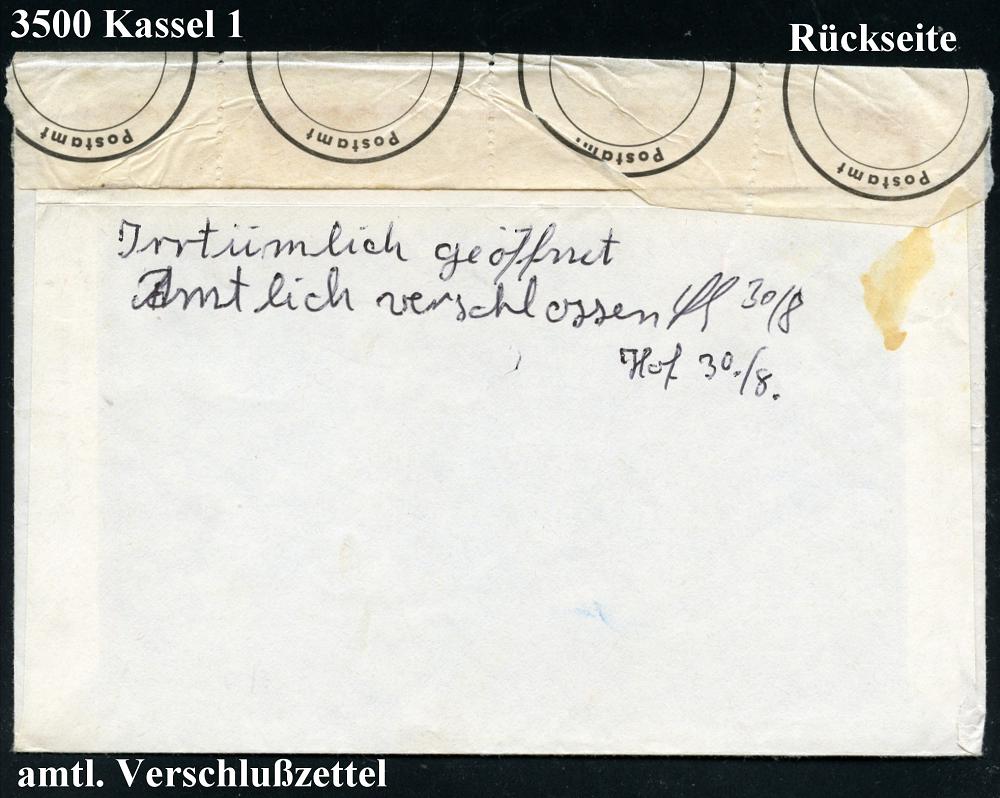 3500 Kassel 1
Rückseite
Postamt Postamt Postamt Postamt
Irrtümlich geöffnet
Amtlich verschlossen 30/8
Hof 30./8.
amtl. Verschlußzettel